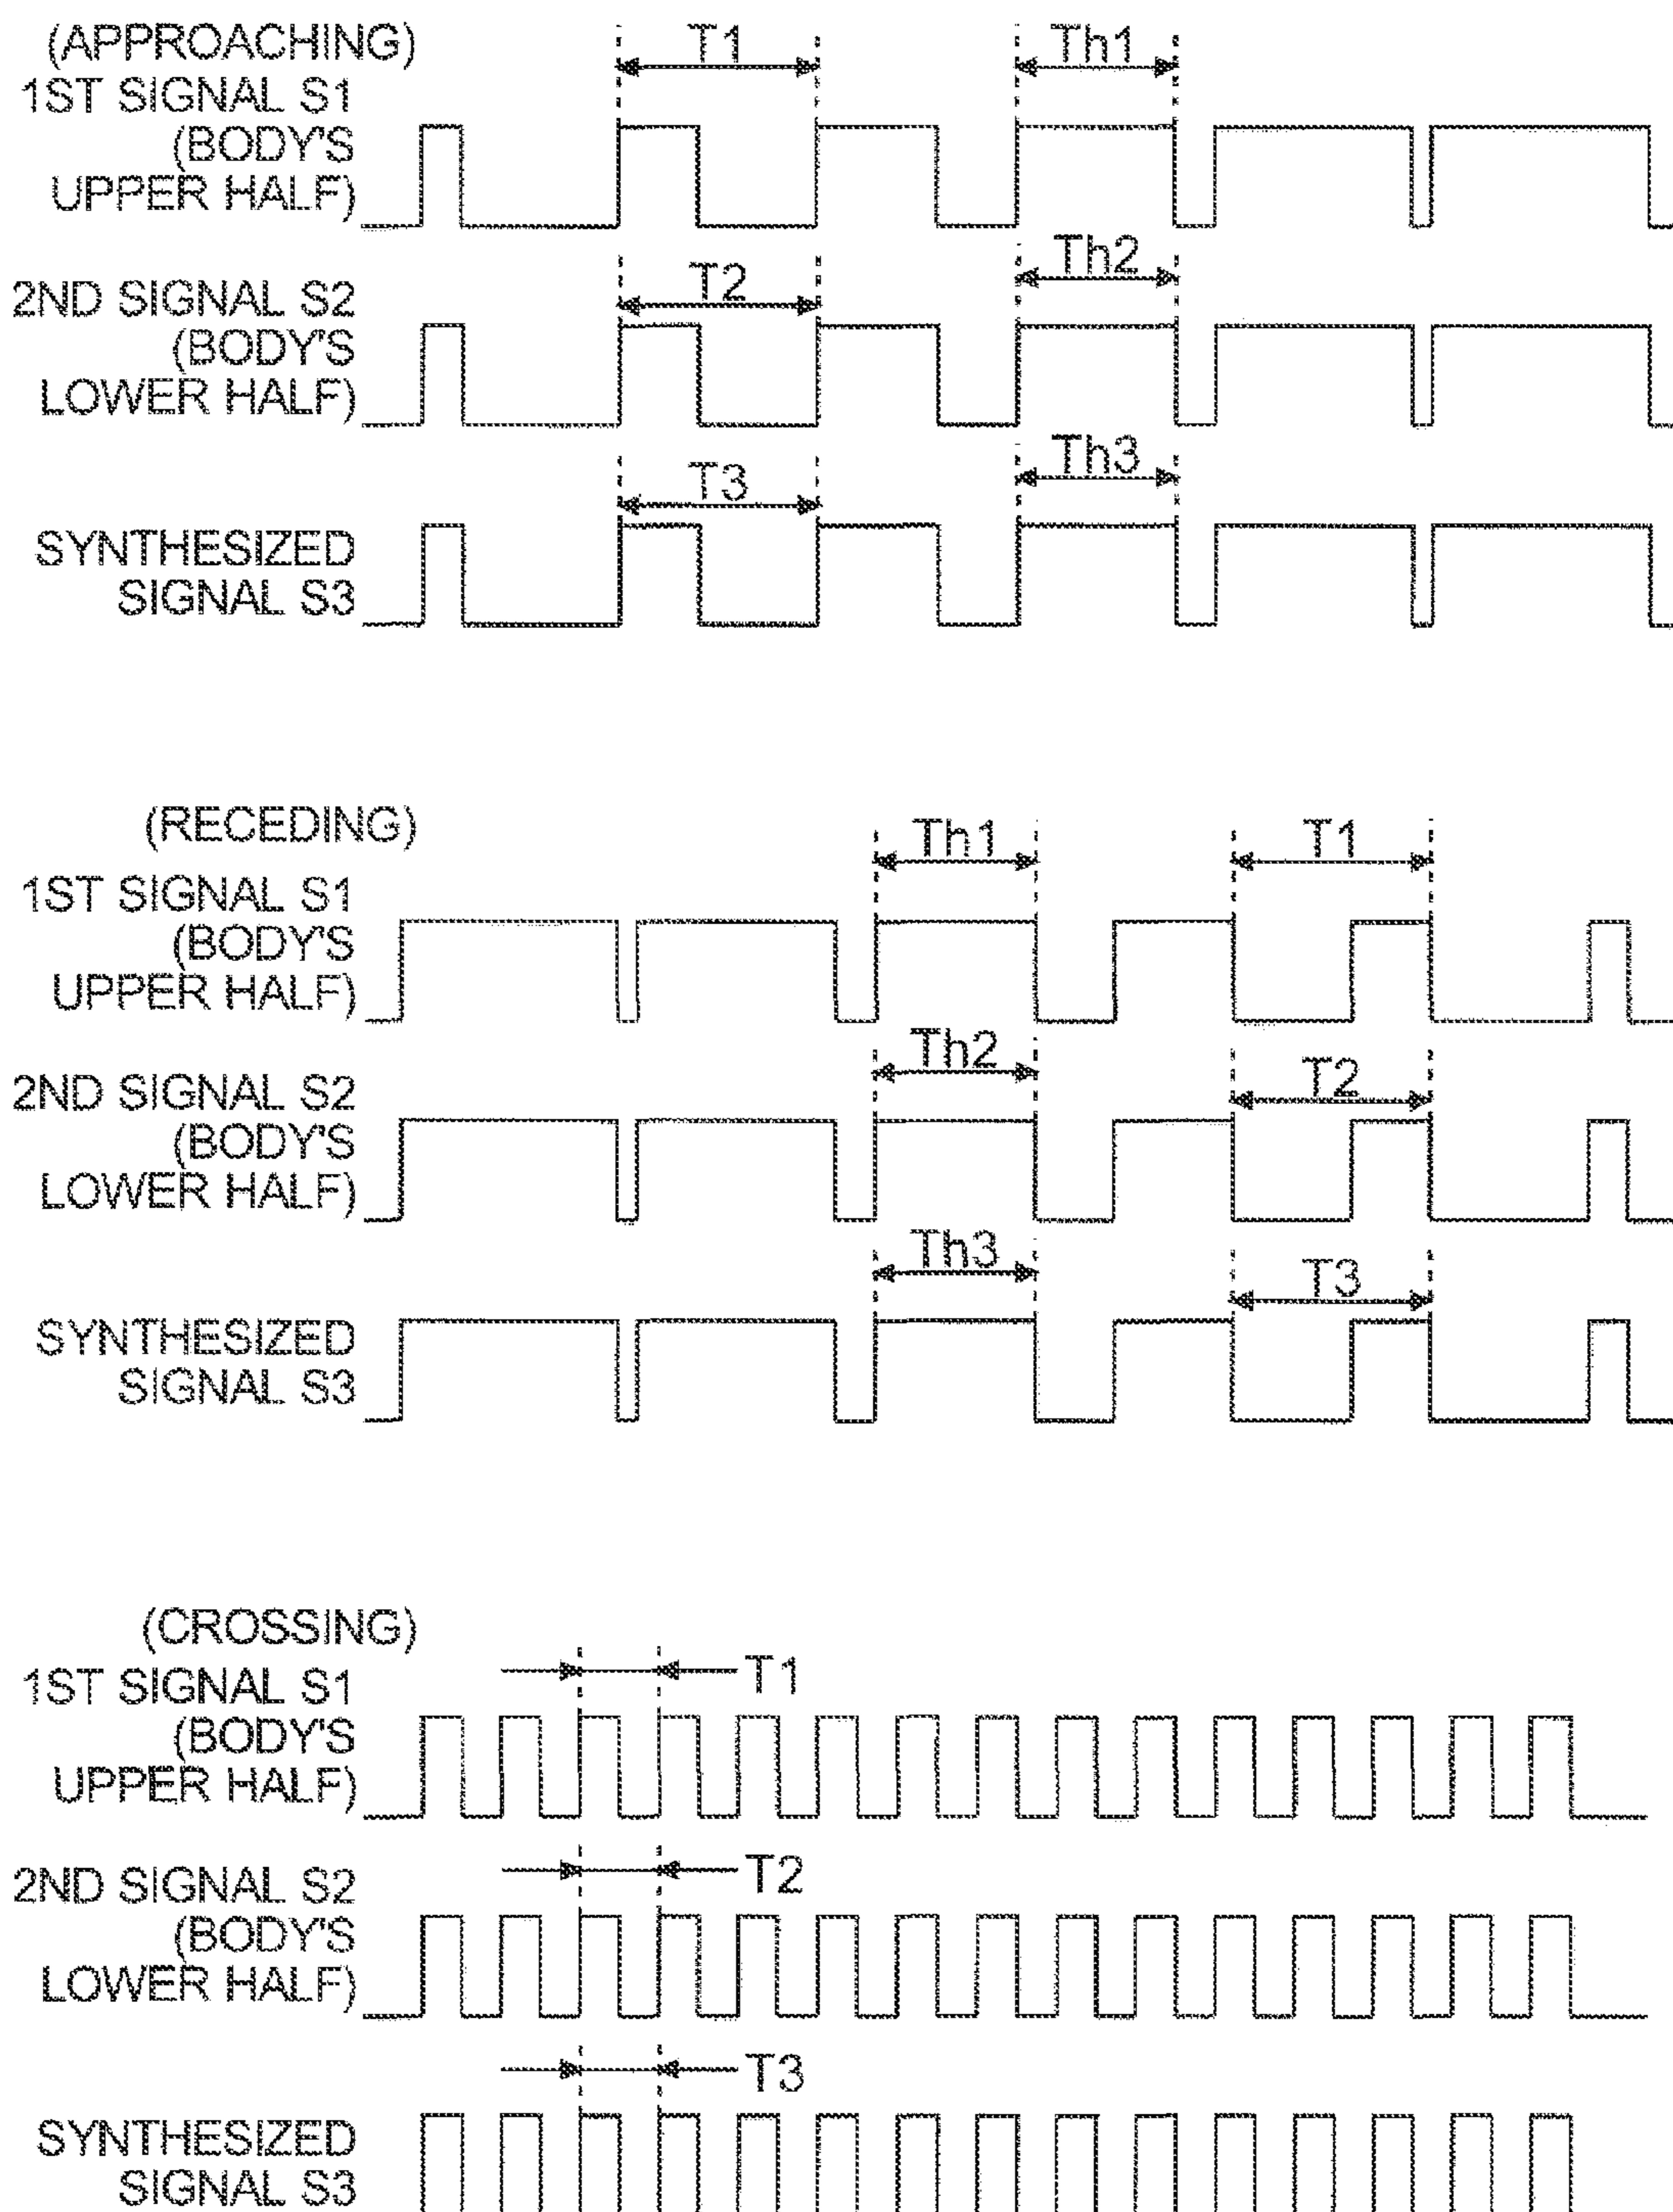 (APPROACHING)
T1
Th1
1ST SIGNAL S1
(BODY'S
UPPER HALF)
Th2
T2
2ND SIGNAL S2
(BODY'S
LOWER HALF)
Th3
T3
SYNTHESIZED
SIGNAL S3
(RECEDING)
Th1
T1
1ST SIGNAL S1
(BODY'S
UPPER HALF)
Th2
T2
2ND SIGNAL S2
(BODY'S
LOWER HALF)
Th3
T3
SYNTHESIZED
SIGNAL S3
(CROSSING)
T1
1ST SIGNAL S1
(BODY'S
UPPER HALF)
T2
2ND SIGNAL S2
(BODY'S
LOWER HALF)
T3
SYNTHESIZED
SIGNAL S3